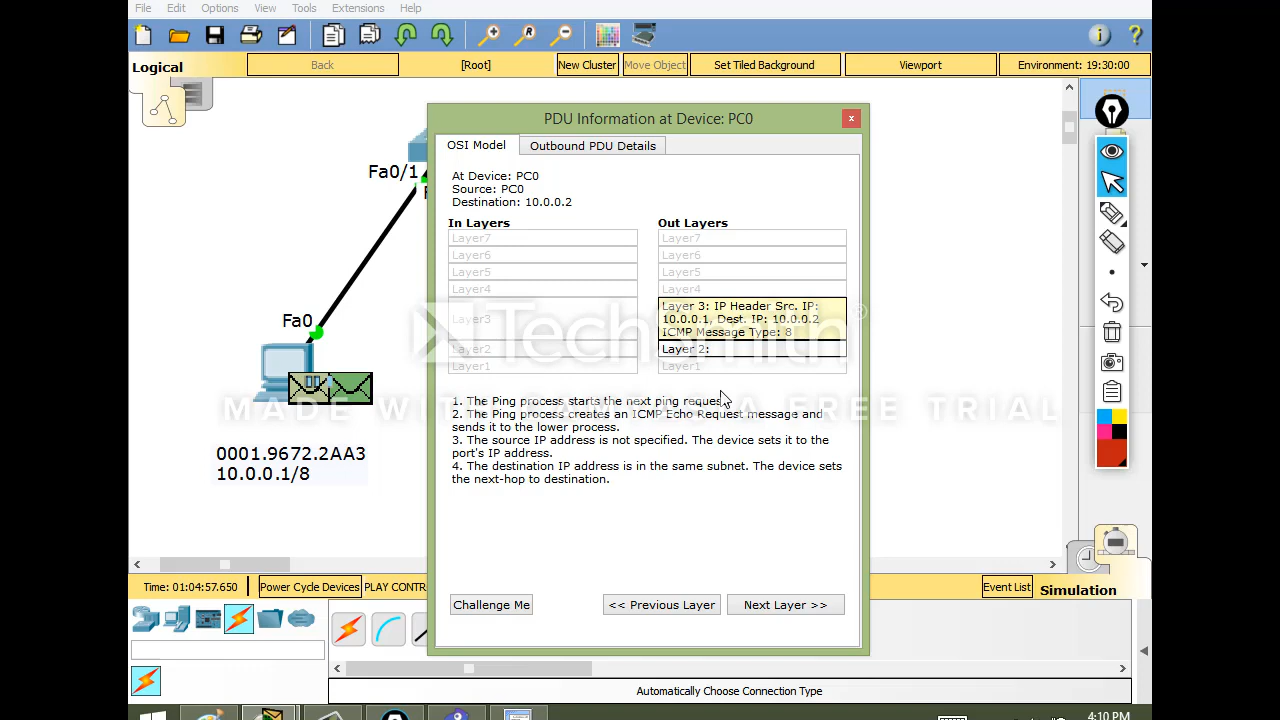 File Edit Options View Tools Extensions Help
Logical Back [Root] New Cluster Move Object Set Tiled Background Viewport Environment: 19:30:00
PDU Information at Device: PC0 x
OSI Model Outbound PDU Details
At Device: PC0
Source: PC0
Destination: 10.0.0.2
In Layers Out Layers
Layer7 Layer7
Layer6 Layer6
Layer5 Layer5
Layer4 Layer4
Layer3 Layer 3: IP Header Src. IP:
10.0.0.1, Dest. IP: 10.0.0.2
ICMP Message Type: 8
Layer2 Layer 2:
Layer1 Layer1
1. The Ping process starts the next ping request.
2. The Ping process creates an ICMP Echo Request message and
sends it to the lower process.
3. The source IP address is not specified. The device sets it to the
port's IP address.
4. The destination IP address is in the same subnet. The device sets
the next-hop to destination.
Challenge Me << Previous Layer Next Layer >>
Fa0/1
Fa0
0001.9672.2AA3
10.0.0.1/8
TechSmith®
MADE WITH CAMTASIA FREE TRIAL
Time: 01:04:57.650 Power Cycle Devices PLAY CONTR Event List Simulation
Automatically Choose Connection Type
4:10 PM